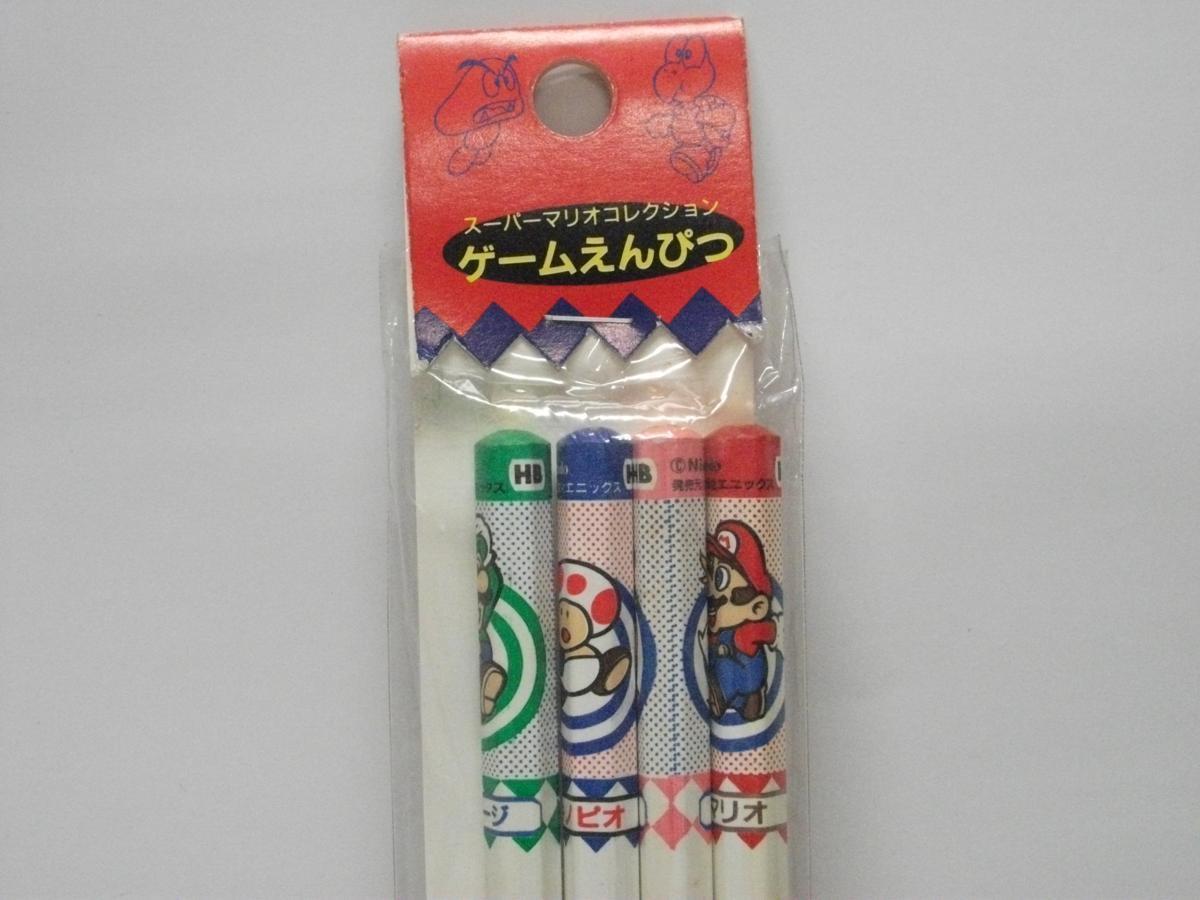 スーパーマリオコレクション
ゲームえんぴつ
HB
HB
エニックス
© Nin
発売元 エニックス
M
ージ
ノピオ
マリオ